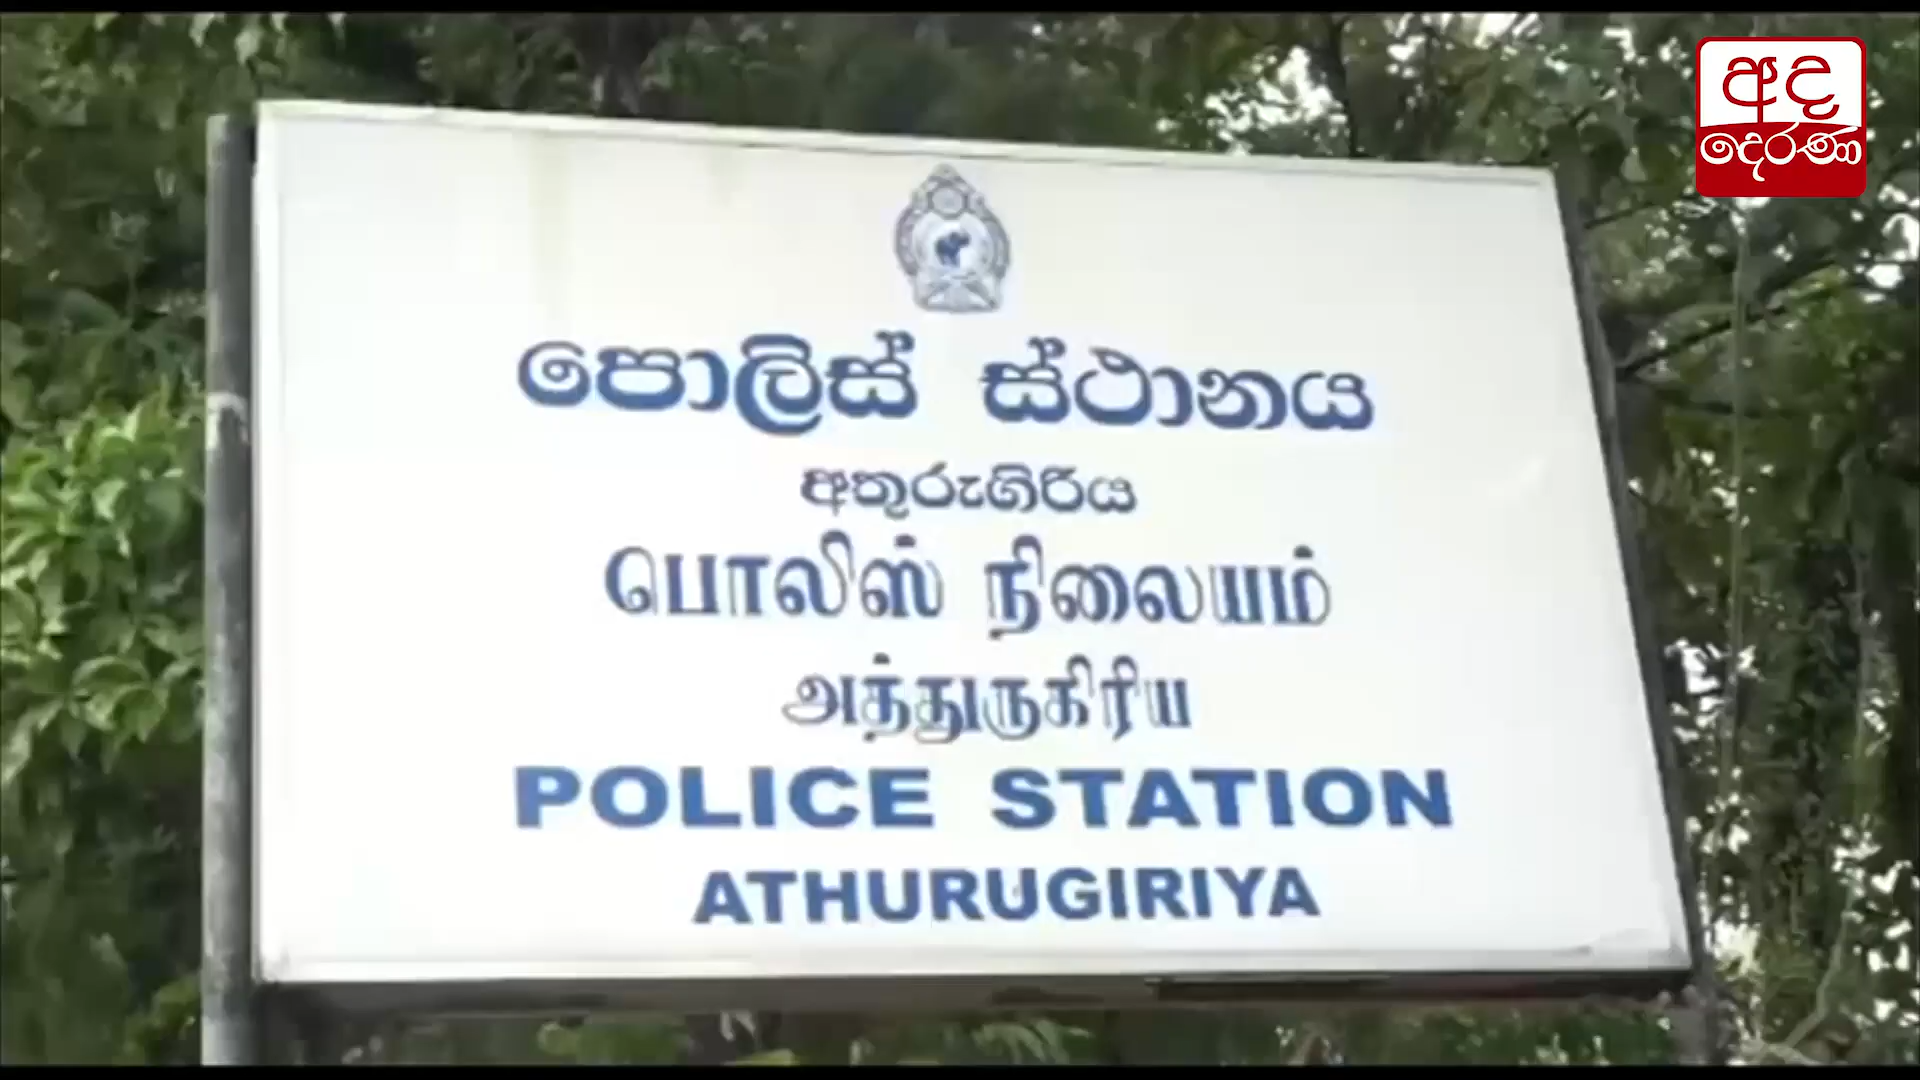 අද
දෙරණ
පොලිස් ස්ථානය
අතුරුගිරිය
பொலிஸ் நிலையம்
அத்துருகிரிய
POLICE STATION
ATHURUGIRIYA